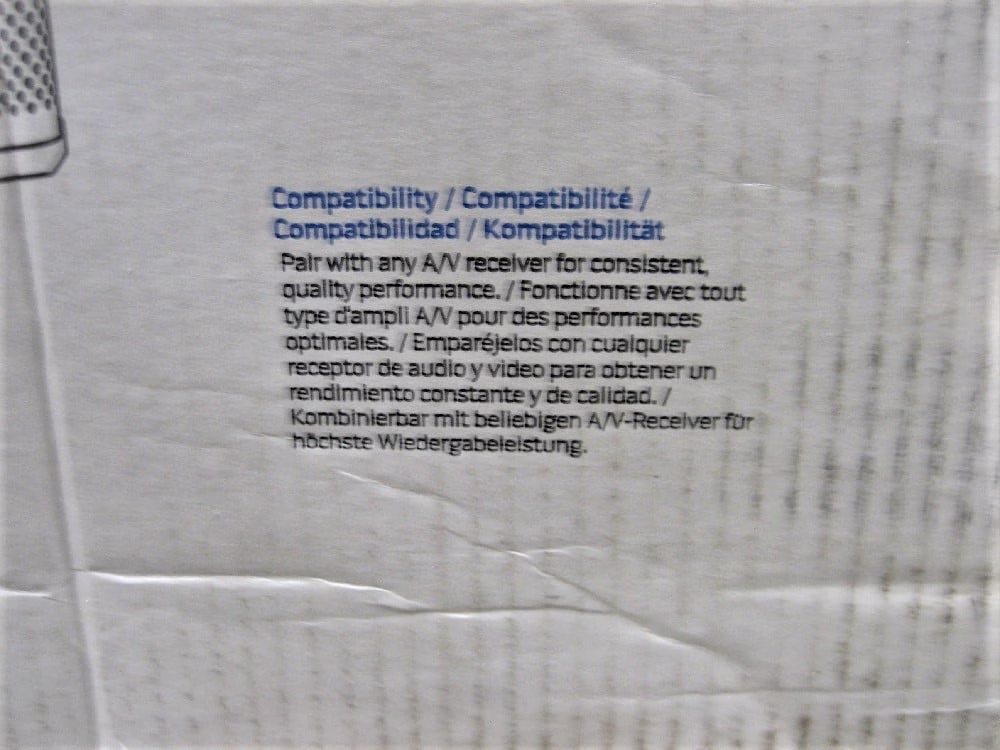 Compatibility / Compatibilité /
Compatibilidad / Kompatibilität
Pair with any A/V receiver for consistent,
quality performance. / Fonctionne avec tout
type d'ampli A/V pour des performances
optimales. / Emparéjelos con cualquier
receptor de audio y video para obtener un
rendimiento constante y de calidad. /
Kombinierbar mit beliebigen A/V-Receiver für
höchste Wiedergabeleistung.